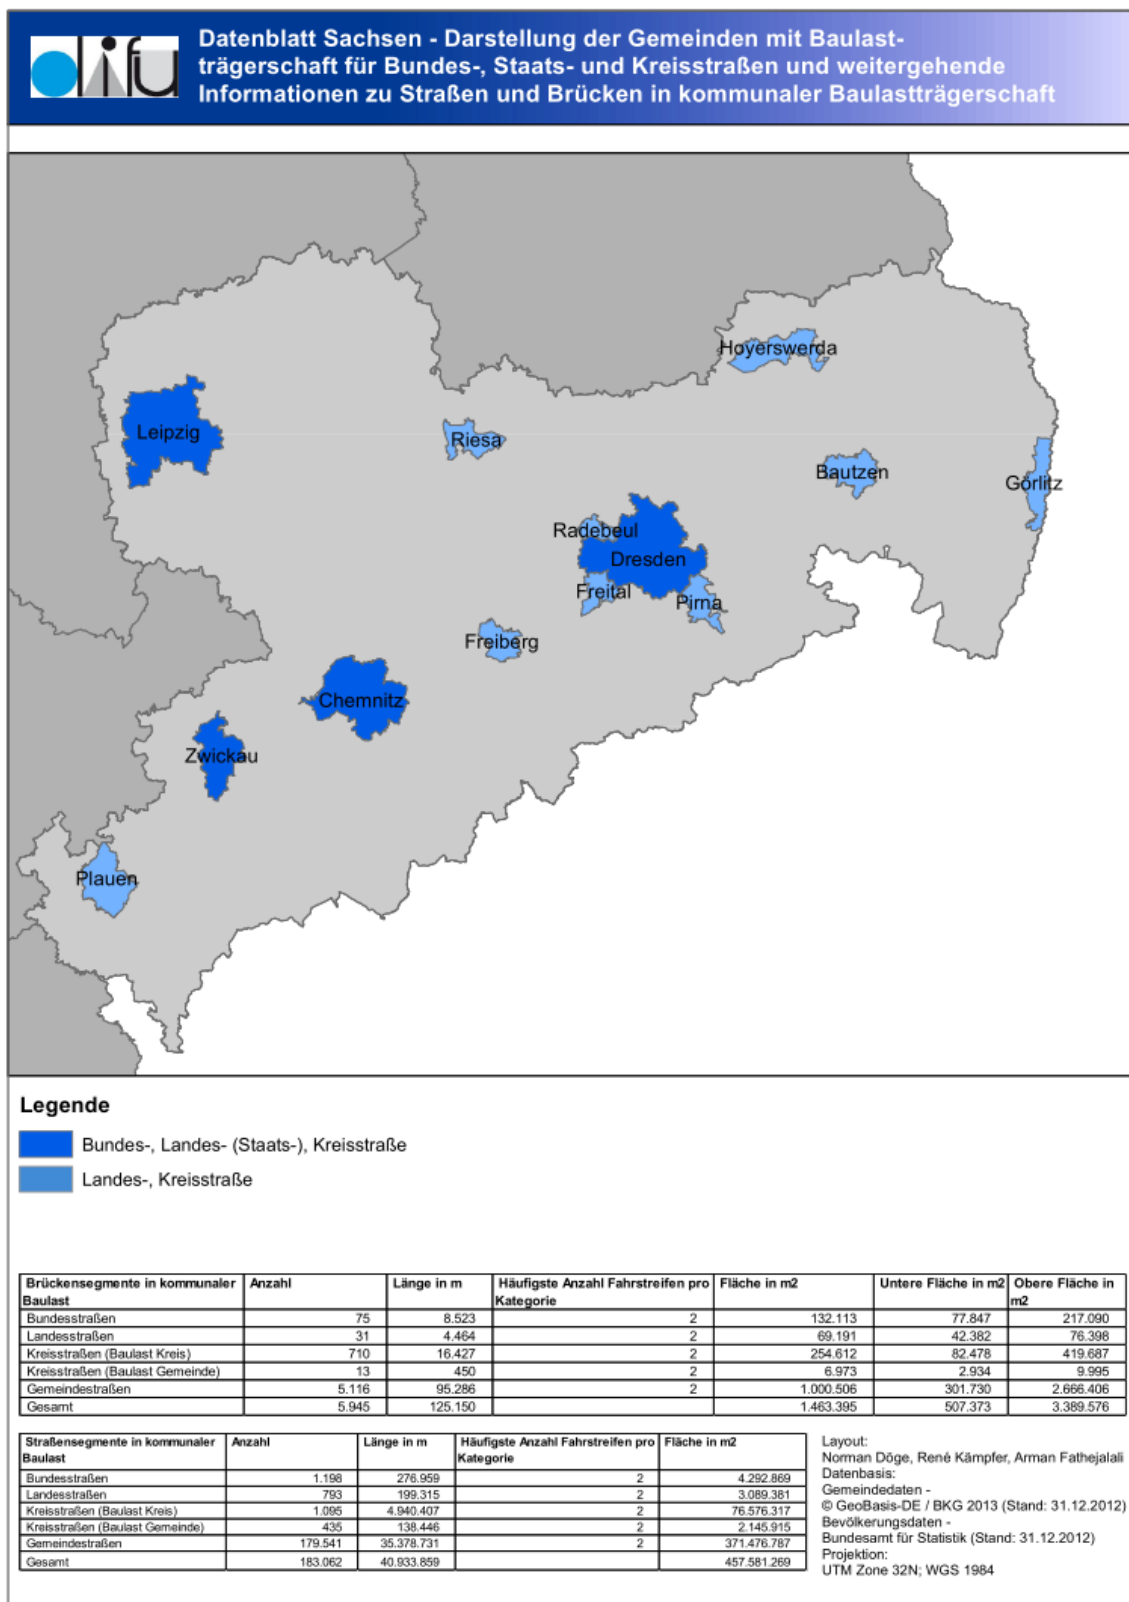 difu
Datenblatt Sachsen - Darstellung der Gemeinden mit Baulast-
trägerschaft für Bundes-, Staats- und Kreisstraßen und weitergehende
Informationen zu Straßen und Brücken in kommunaler Baulastträgerschaft
Hoyerswerda
Leipzig
Riesa
Bautzen
Görlitz
Radebeul
Dresden
Freital
Pirna
Freiberg
Chemnitz
Zwickau
Plauen
Legende
Bundes-, Landes- (Staats-), Kreisstraße
Landes-, Kreisstraße
Brückensegmente in kommunaler Baulast Anzahl Länge in m Häufigste Anzahl Fahrstreifen pro Kategorie Fläche in m2 Untere Fläche in m2 Obere Fläche in m2
Bundesstraßen 75 8.523 2 132.113 77.847 217.090
Landesstraßen 31 4.464 2 69.191 42.382 76.398
Kreisstraßen (Baulast Kreis) 710 16.427 2 254.612 82.478 419.687
Kreisstraßen (Baulast Gemeinde) 13 450 2 6.973 2.934 9.995
Gemeindestraßen 5.116 95.286 2 1.000.506 301.730 2.666.406
Gesamt 5.945 125.150 1.463.395 507.373 3.389.576
Straßensegmente in kommunaler Baulast Anzahl Länge in m Häufigste Anzahl Fahrstreifen pro Kategorie Fläche in m2
Bundesstraßen 1.198 276.959 2 4.292.869
Landesstraßen 793 199.315 2 3.089.381
Kreisstraßen (Baulast Kreis) 1.095 4.940.407 2 76.576.317
Kreisstraßen (Baulast Gemeinde) 435 138.446 2 2.145.915
Gemeindestraßen 179.541 35.378.731 2 371.476.787
Gesamt 183.062 40.933.859 457.581.269
Layout:
Norman Döge, René Kämpfer, Arman Fathejalali
Datenbasis:
Gemeindedaten -
© GeoBasis-DE / BKG 2013 (Stand: 31.12.2012)
Bevölkerungsdaten -
Bundesamt für Statistik (Stand: 31.12.2012)
Projektion:
UTM Zone 32N; WGS 1984